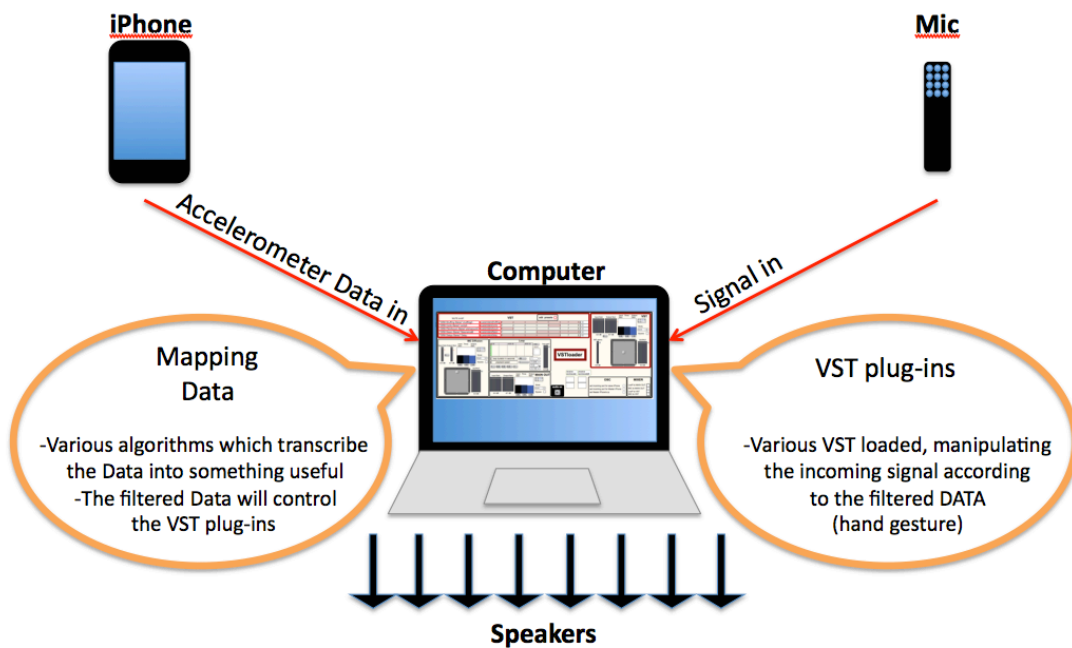 iPhone
Mic
Accelerometer Data in
Signal in
Computer
VSTloader
Mapping
Data
-Various algorithms which transcribe
the Data into something useful
-The filtered Data will control
the VST plug-ins
VST plug-ins
-Various VST loaded, manipulating
the incoming signal according
to the filtered DATA
(hand gesture)
Speakers